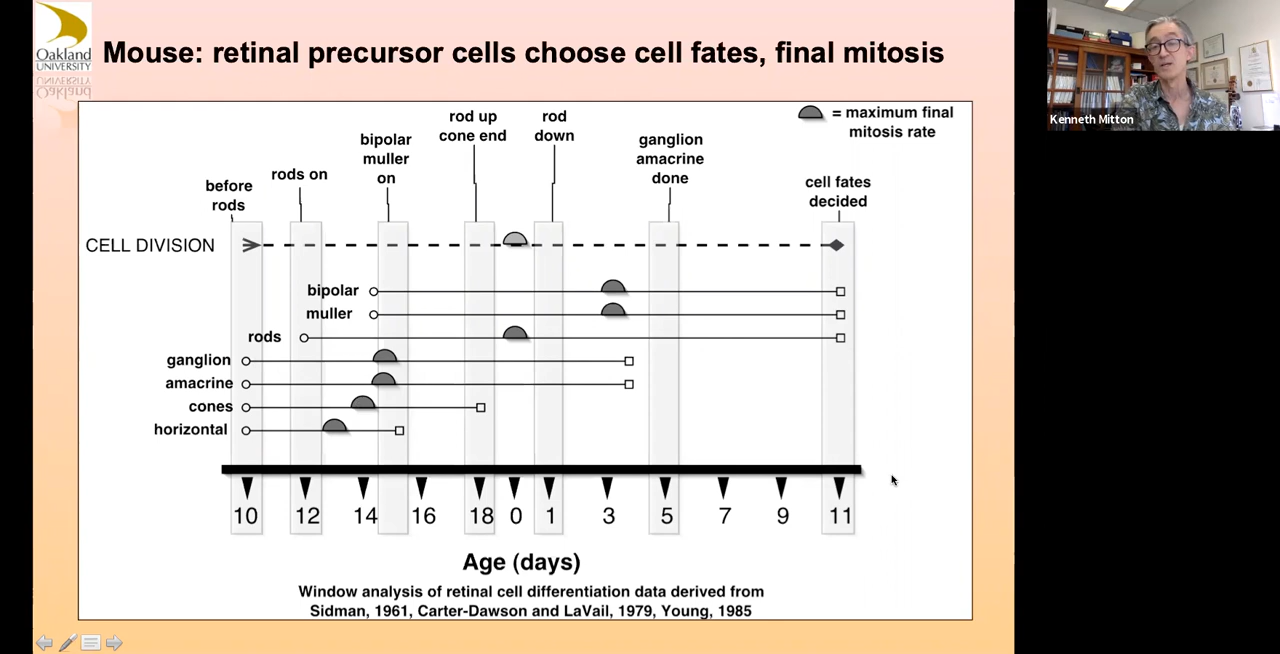 Oakland
UNIVERSITY
Mouse: retinal precursor cells choose cell fates, final mitosis
Kenneth Mitton
= maximum final
mitosis rate
before
rods
rods on
bipolar
muller
on
rod up
cone end
rod
down
ganglion
amacrine
done
cell fates
decided
CELL DIVISION
bipolar
muller
rods
ganglion
amacrine
cones
horizontal
10 12 14 16 18 0 1 3 5 7 9 11
Age (days)
Window analysis of retinal cell differentiation data derived from
Sidman, 1961, Carter-Dawson and LaVail, 1979, Young, 1985